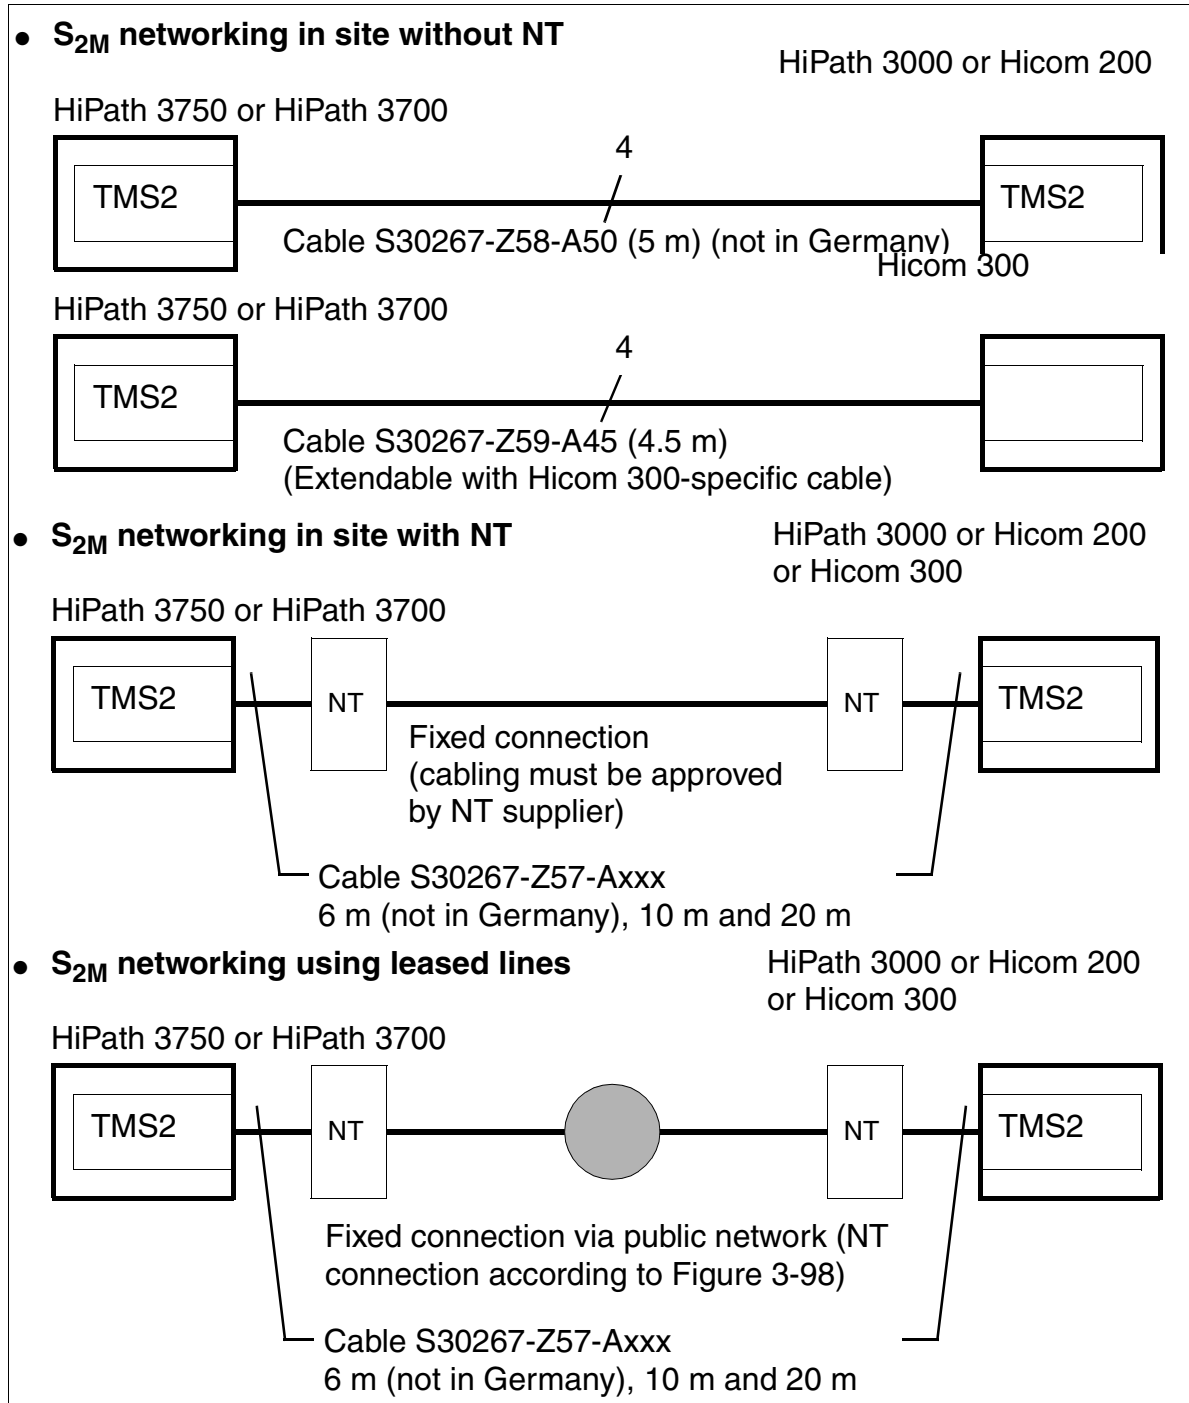 ● S2M networking in site without NT
HiPath 3000 or Hicom 200
HiPath 3750 or HiPath 3700
4
TMS2
TMS2
Cable S30267-Z58-A50 (5 m) (not in Germany)
Hicom 300
HiPath 3750 or HiPath 3700
4
TMS2
Cable S30267-Z59-A45 (4.5 m)
(Extendable with Hicom 300-specific cable)
● S2M networking in site with NT
HiPath 3000 or Hicom 200
or Hicom 300
HiPath 3750 or HiPath 3700
TMS2
NT
NT
TMS2
Fixed connection
(cabling must be approved
by NT supplier)
Cable S30267-Z57-Axxx
6 m (not in Germany), 10 m and 20 m
● S2M networking using leased lines
HiPath 3000 or Hicom 200
or Hicom 300
HiPath 3750 or HiPath 3700
TMS2
NT
NT
TMS2
Fixed connection via public network (NT
connection according to Figure 3-98)
Cable S30267-Z57-Axxx
6 m (not in Germany), 10 m and 20 m